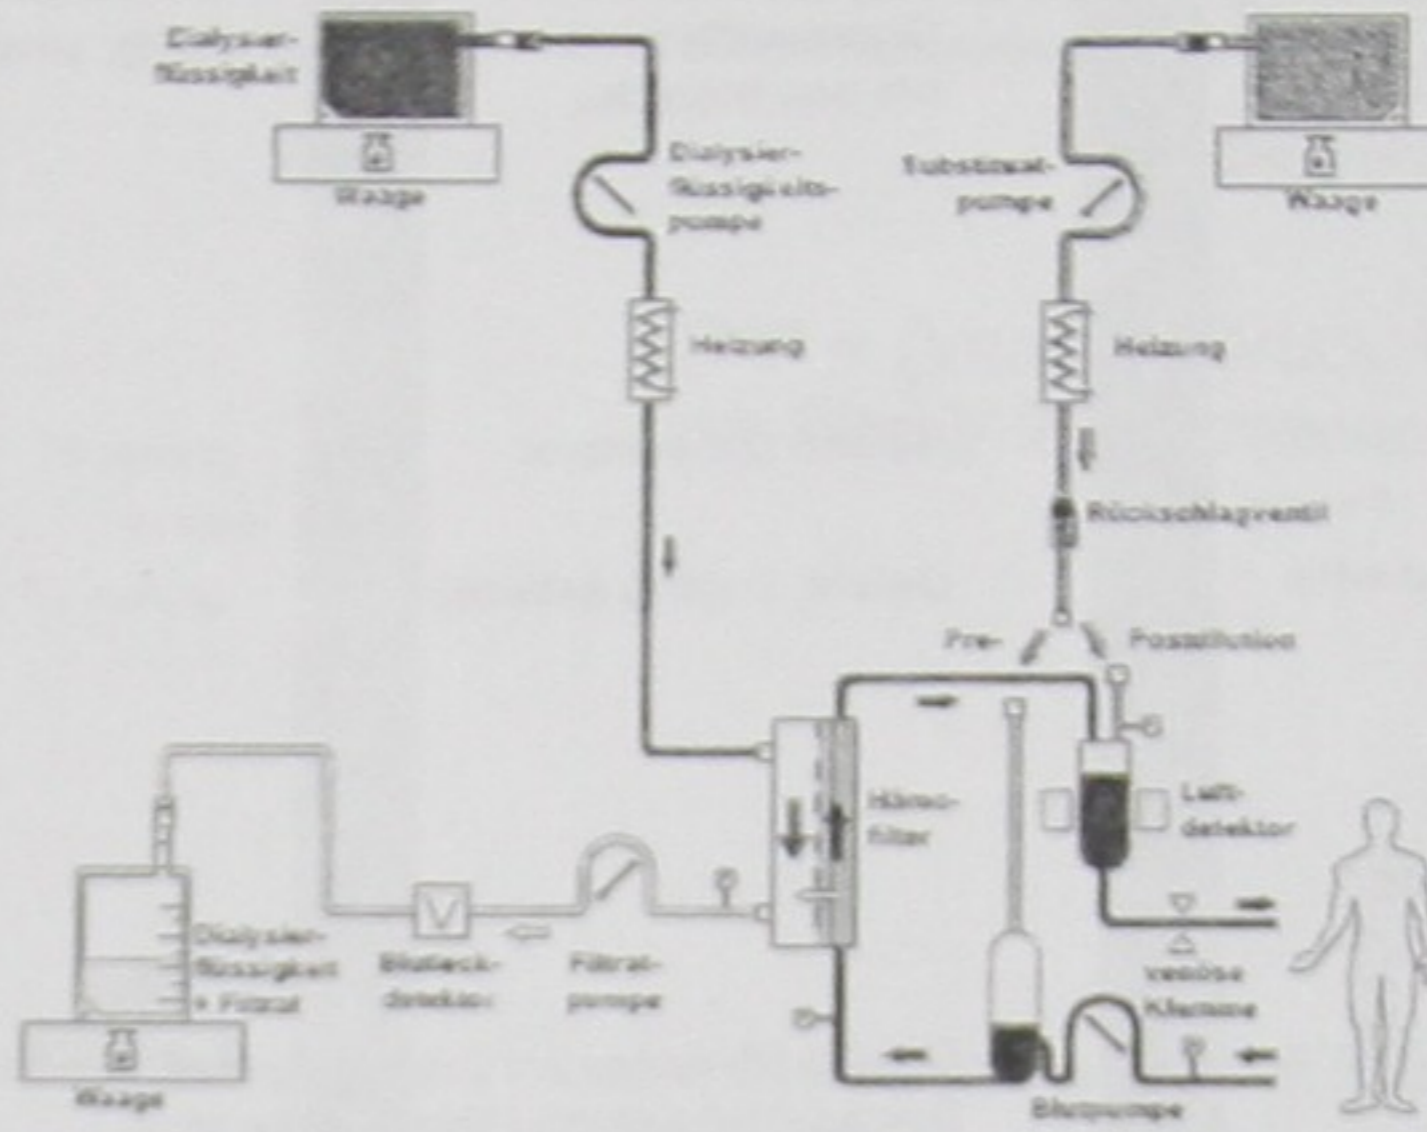 Dialysier-
flüssigkeit
Waage
Dialysier-
flüssigkeits-
pumpe
Substituat-
pumpe
Waage
Heizung
Heizung
Rückschlagventil
Pre-
Postdilution
Hämo-
filter
Luft-
detektor
Dialysier-
flüssigkeit
+ Filtrat
Blutleck-
detektor
Filtrat-
pumpe
venöse
Klemme
Waage
Blutpumpe